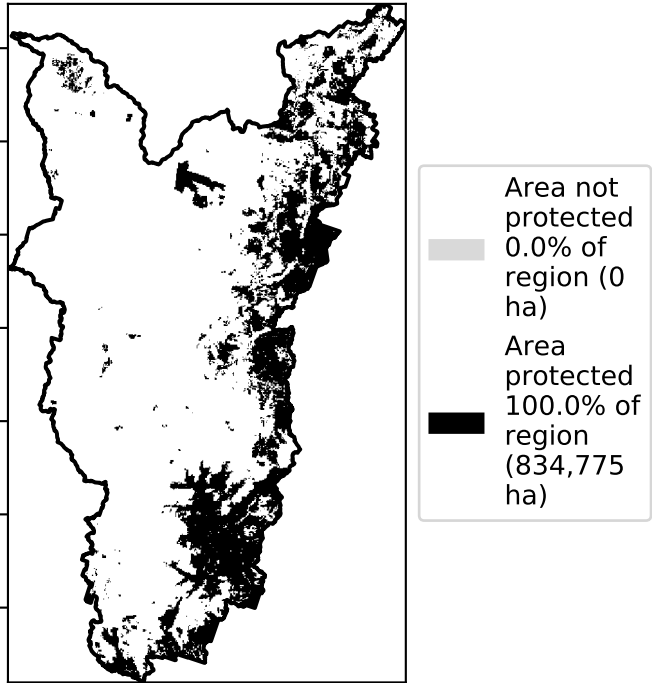 Area not
protected
0.0% of
region (0
ha)
Area
protected
100.0% of
region
(834,775
ha)